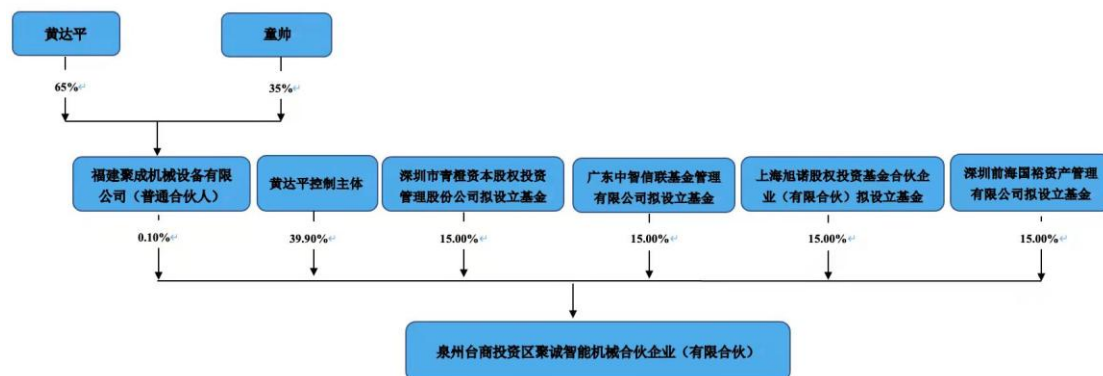 黄达平
童帅
65%
35%
福建聚成机械设备有限
公司（普通合伙人）
黄达平控制主体
深圳市青橙资本股权投资
管理股份公司拟设立基金
广东中智信联基金管理
有限公司拟设立基金
上海旭诺股权投资基金合伙企
业（有限合伙）拟设立基金
深圳前海国裕资产管理
有限公司拟设立基金
0.10%
39.90%
15.00%
15.00%
15.00%
15.00%
泉州台商投资区聚诚智能机械合伙企业（有限合伙）